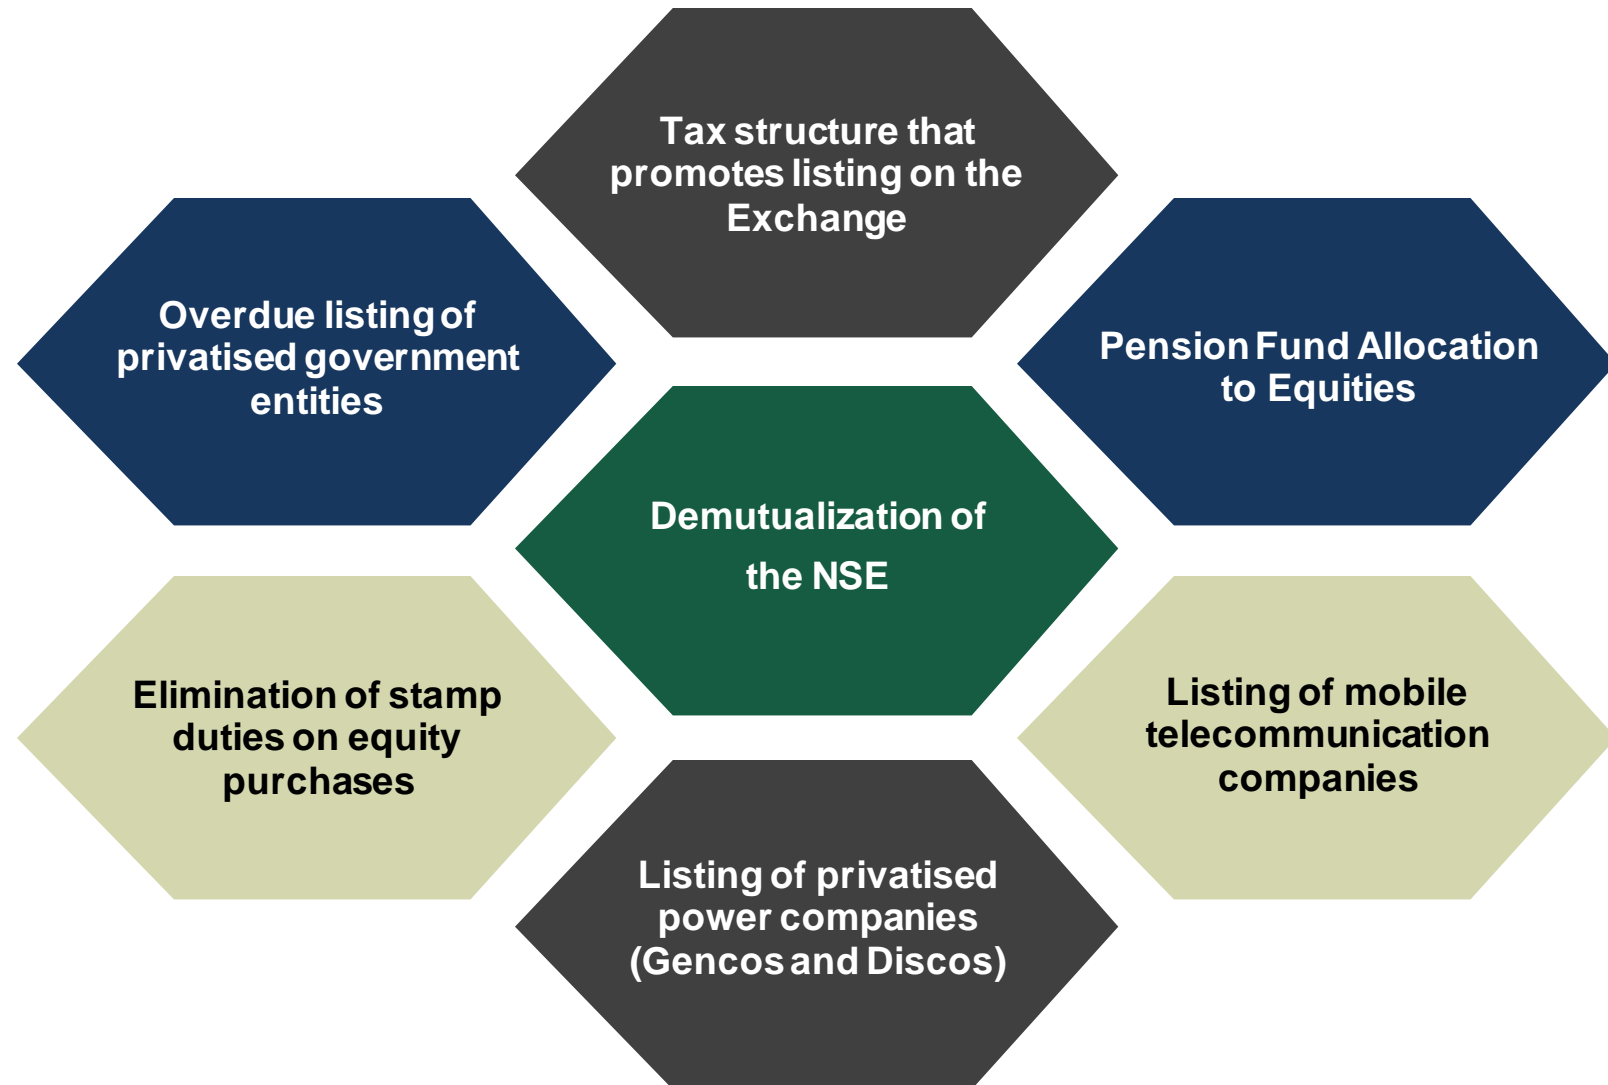 Tax structure that
promotes listing on the
Exchange
Overdue listing of
privatised government
entities
Pension Fund Allocation
to Equities
Demutualization of
the NSE
Elimination of stamp
duties on equity
purchases
Listing of mobile
telecommunication
companies
Listing of privatised
power companies
(Gencos and Discos)